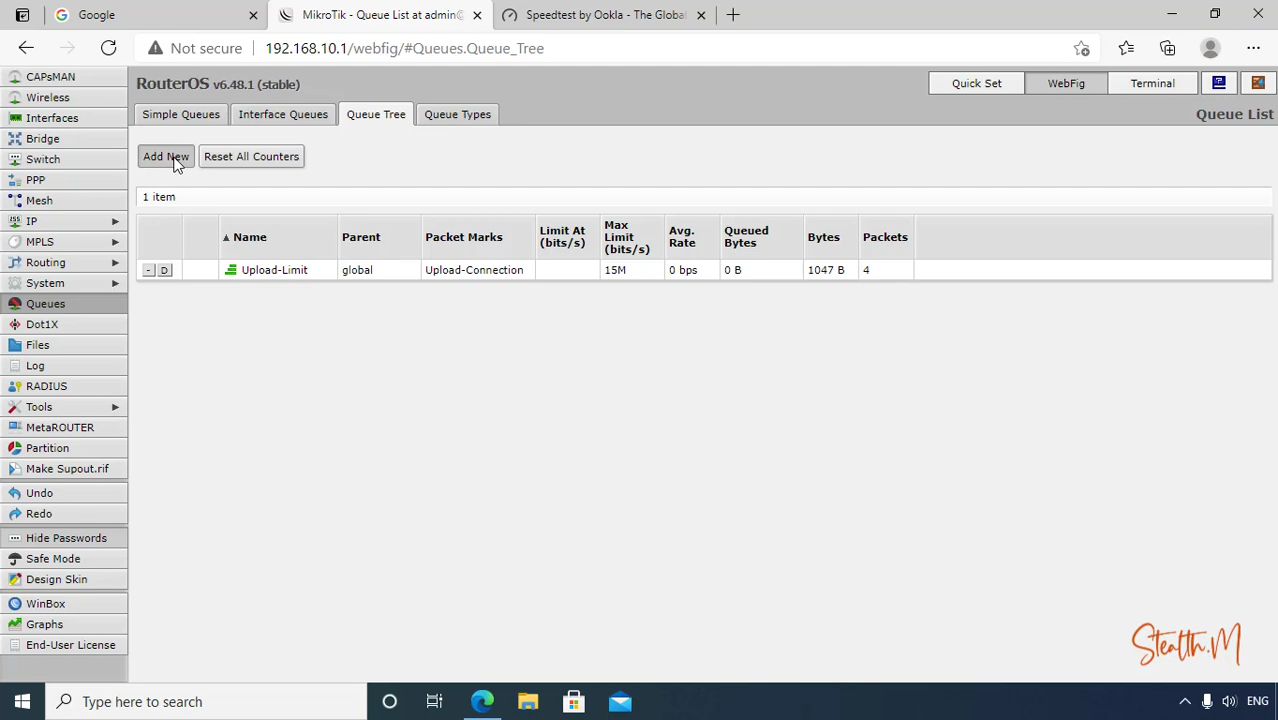 Google
MikroTik - Queue List at admin@
Speedtest by Ookla - The Global
Not secure
192.168.10.1/webfig/#Queues.Queue_Tree
CAPsMAN
Wireless
Interfaces
Bridge
Switch
PPP
Mesh
IP
MPLS
Routing
System
Queues
Dot1X
Files
Log
RADIUS
Tools
MetaROUTER
Partition
Make Supout.rif
Undo
Redo
Hide Passwords
Safe Mode
Design Skin
WinBox
Graphs
End-User License
RouterOS v6.48.1 (stable)
Quick Set
WebFig
Terminal
Simple Queues
Interface Queues
Queue Tree
Queue Types
Queue List
Add New
Reset All Counters
1 item
▲ Name
Parent
Packet Marks
Limit At
(bits/s)
Max
Limit
(bits/s)
Avg.
Rate
Queued
Bytes
Bytes
Packets
- D Upload-Limit global Upload-Connection 15M 0 bps 0 B 1047 B 4
Stealth.M
Type here to search
ENG